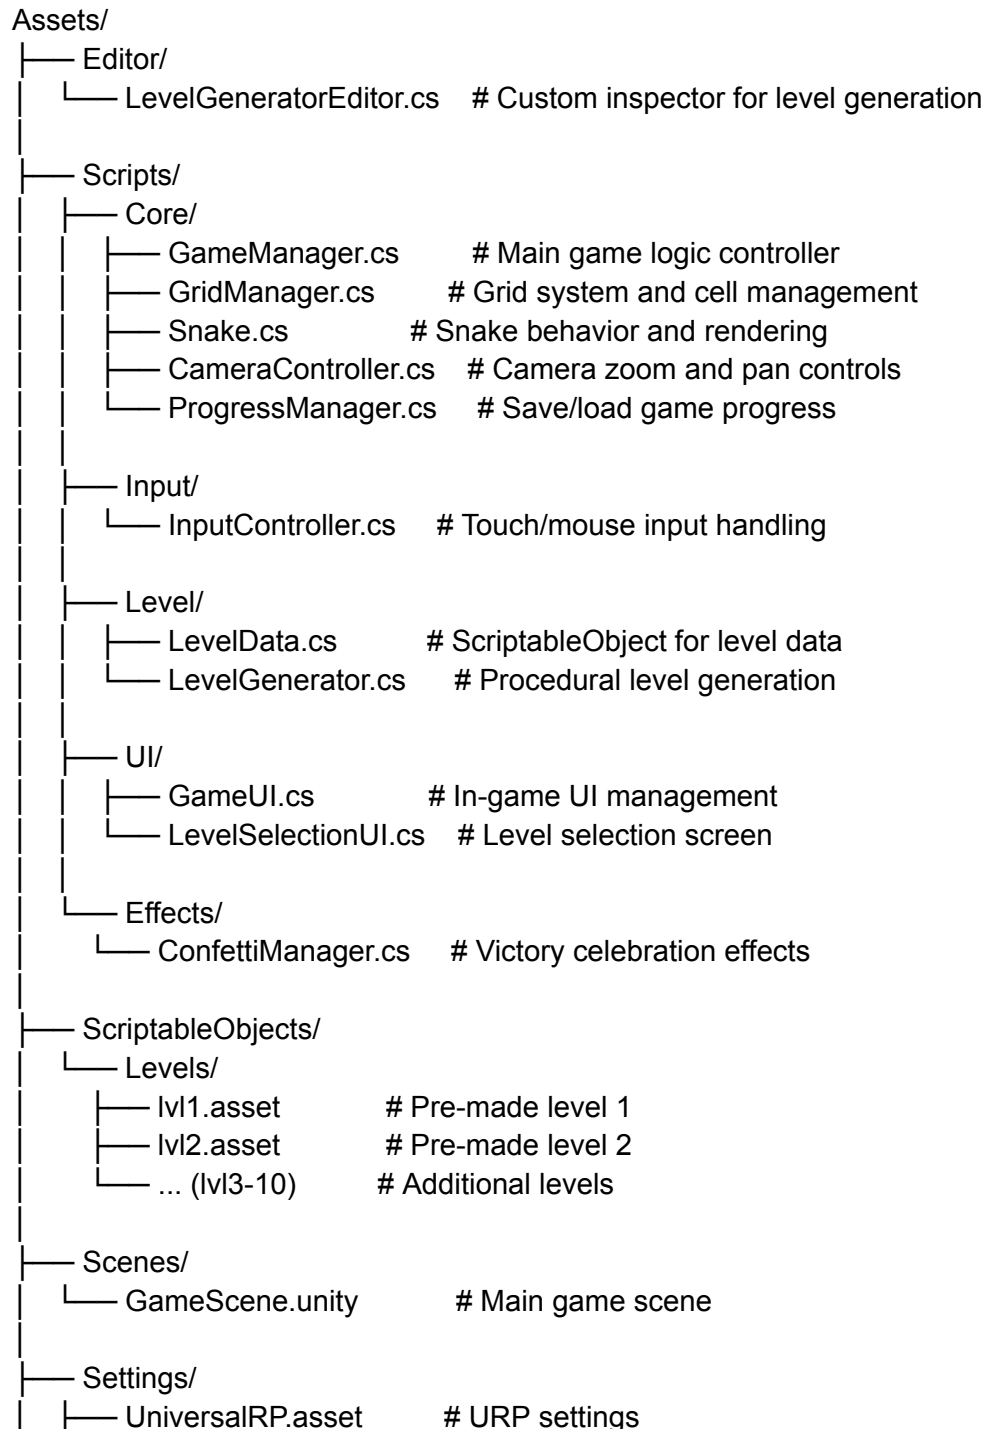 Assets/
├── Editor/
│   └── LevelGeneratorEditor.cs    # Custom inspector for level generation
│
├── Scripts/
│   ├── Core/
│   │   ├── GameManager.cs         # Main game logic controller
│   │   ├── GridManager.cs         # Grid system and cell management
│   │   ├── Snake.cs               # Snake behavior and rendering
│   │   ├── CameraController.cs    # Camera zoom and pan controls
│   │   └── ProgressManager.cs     # Save/load game progress
│   │
│   ├── Input/
│   │   └── InputController.cs     # Touch/mouse input handling
│   │
│   ├── Level/
│   │   ├── LevelData.cs           # ScriptableObject for level data
│   │   └── LevelGenerator.cs      # Procedural level generation
│   │
│   ├── UI/
│   │   ├── GameUI.cs              # In-game UI management
│   │   └── LevelSelectionUI.cs    # Level selection screen
│   │
│   └── Effects/
│       └── ConfettiManager.cs     # Victory celebration effects
│
├── ScriptableObjects/
│   └── Levels/
│       ├── lvl1.asset             # Pre-made level 1
│       ├── lvl2.asset             # Pre-made level 2
│       └── ... (lvl3-10)          # Additional levels
│
├── Scenes/
│   └── GameScene.unity            # Main game scene
│
├── Settings/
│   ├── UniversalRP.asset          # URP settings